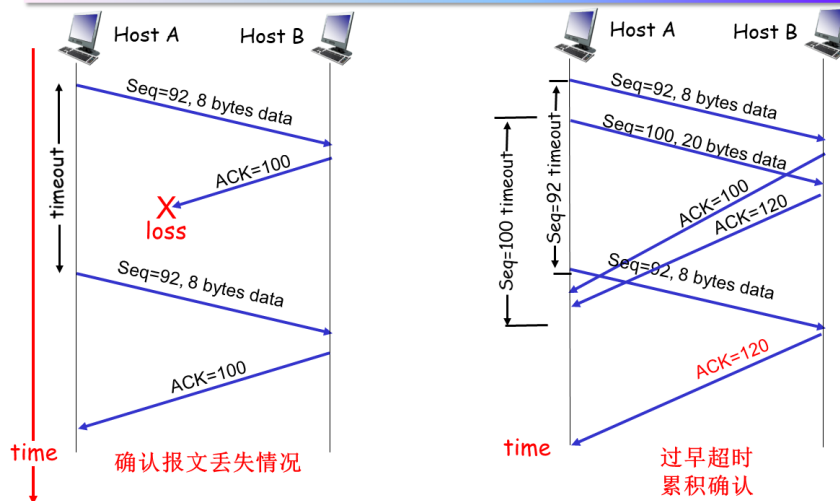 Host A
Host B
Seq=92, 8 bytes data
timeout
ACK=100
X
loss
Seq=92, 8 bytes data
ACK=100
time
确认报文丢失情况
Host A
Host B
Seq=92, 8 bytes data
Seq=100, 20 bytes data
Seq=92 timeout
Seq=100 timeout
ACK=100
ACK=120
Seq=92, 8 bytes data
ACK=120
time
过早超时
累积确认